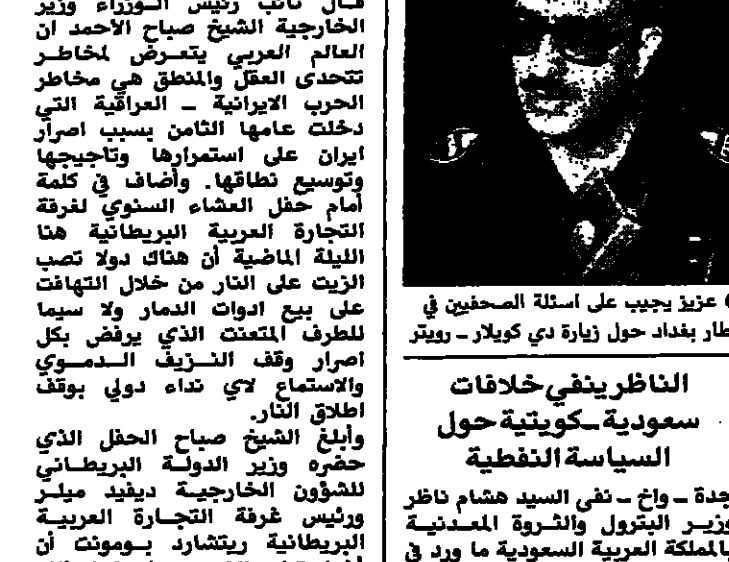 قال نائب رئيس الوزراء وزير
الخارجية الشيخ صباح الاحمد ان
العالم العربي يتعرض لمخاطر
تتحدى العقل والمنطق هي مخاطر
الحرب الايرانية ــ العراقية التي
دخلت عامها الثامن بسبب اصرار
ايران على استمرارها وتاجيجها
وتوسيع نطاقها. وأضاف في كلمة
أمام حفل العشاء السنوي لغرفة
التجارة العربية البريطانية هنا
الليلة الماضية أن هناك دولا تصب
الزيت على النار من خلال التهافت
على بيع ادوات الدمار ولا سيما
للطرف المتعنت الذي يرفض بكل
اصرار وقف النزيف الدموي
والاستماع لاي نداء دولي بوقف
اطلاق النار.
وأبلغ الشيخ صباح الحفل الذي
حضره وزير الدولة البريطاني
للشؤون الخارجية ديفيد ميلر
ورئيس غرفة التجارة العربية
البريطانية ريتشارد بومونت أن
عزيز يجيب على اسئلة الصحفيين في
طار بغداد حول زيارة دي كويلار ــ رويتر
الناظر ينفي خلافات
سعودية ــ كويتية حول
السياسة النفطية
جدة ــ واخ ــ نفى السيد هشام ناظر
وزير البترول والثروة المعدنية
بالمملكة العربية السعودية ما ورد في